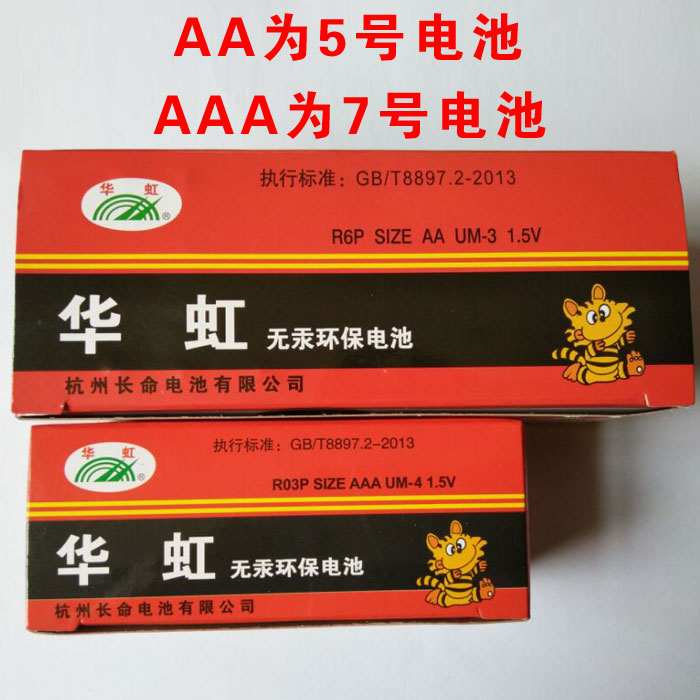 AA为5号电池
AAA为7号电池
华虹
®
执行标准：GB/T8897.2-2013
R6P SIZE AA UM-3 1.5V
华虹 无汞环保电池
杭州长命电池有限公司
华虹
®
执行标准：GB/T8897.2-2013
R03P SIZE AAA UM-4 1.5V
华虹 无汞环保电池
杭州长命电池有限公司